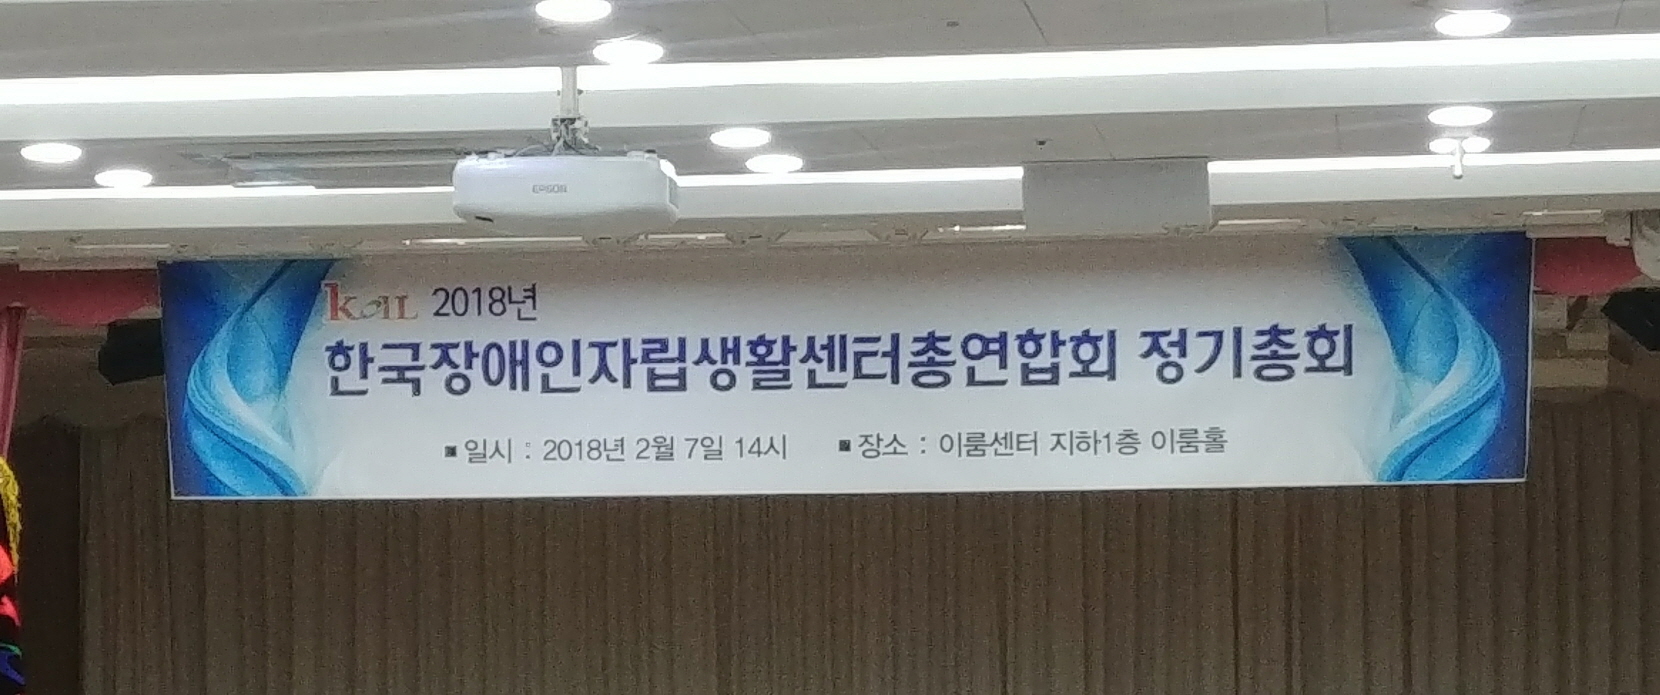 EPSON
KOIL 2018년
한국장애인자립생활센터총연합회 정기총회
■ 일시 : 2018년 2월 7일 14시 ■ 장소 : 이룸센터 지하1층 이룸홀